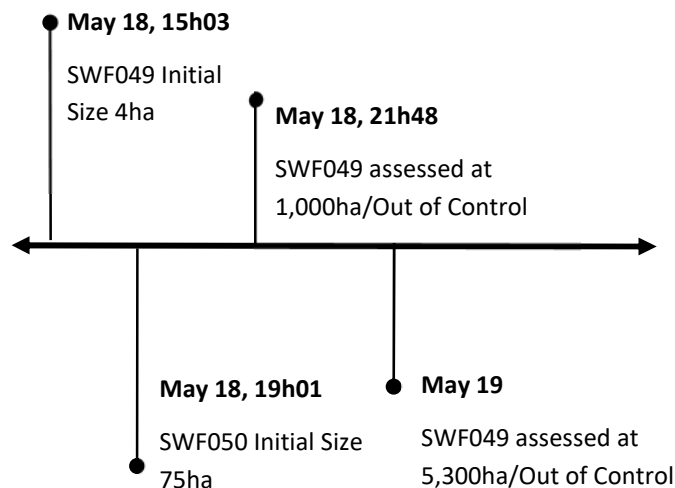 May 18, 15h03
SWF049 Initial
Size 4ha
May 18, 21h48
SWF049 assessed at
1,000ha/Out of Control
May 18, 19h01
SWF050 Initial Size
75ha
May 19
SWF049 assessed at
5,300ha/Out of Control